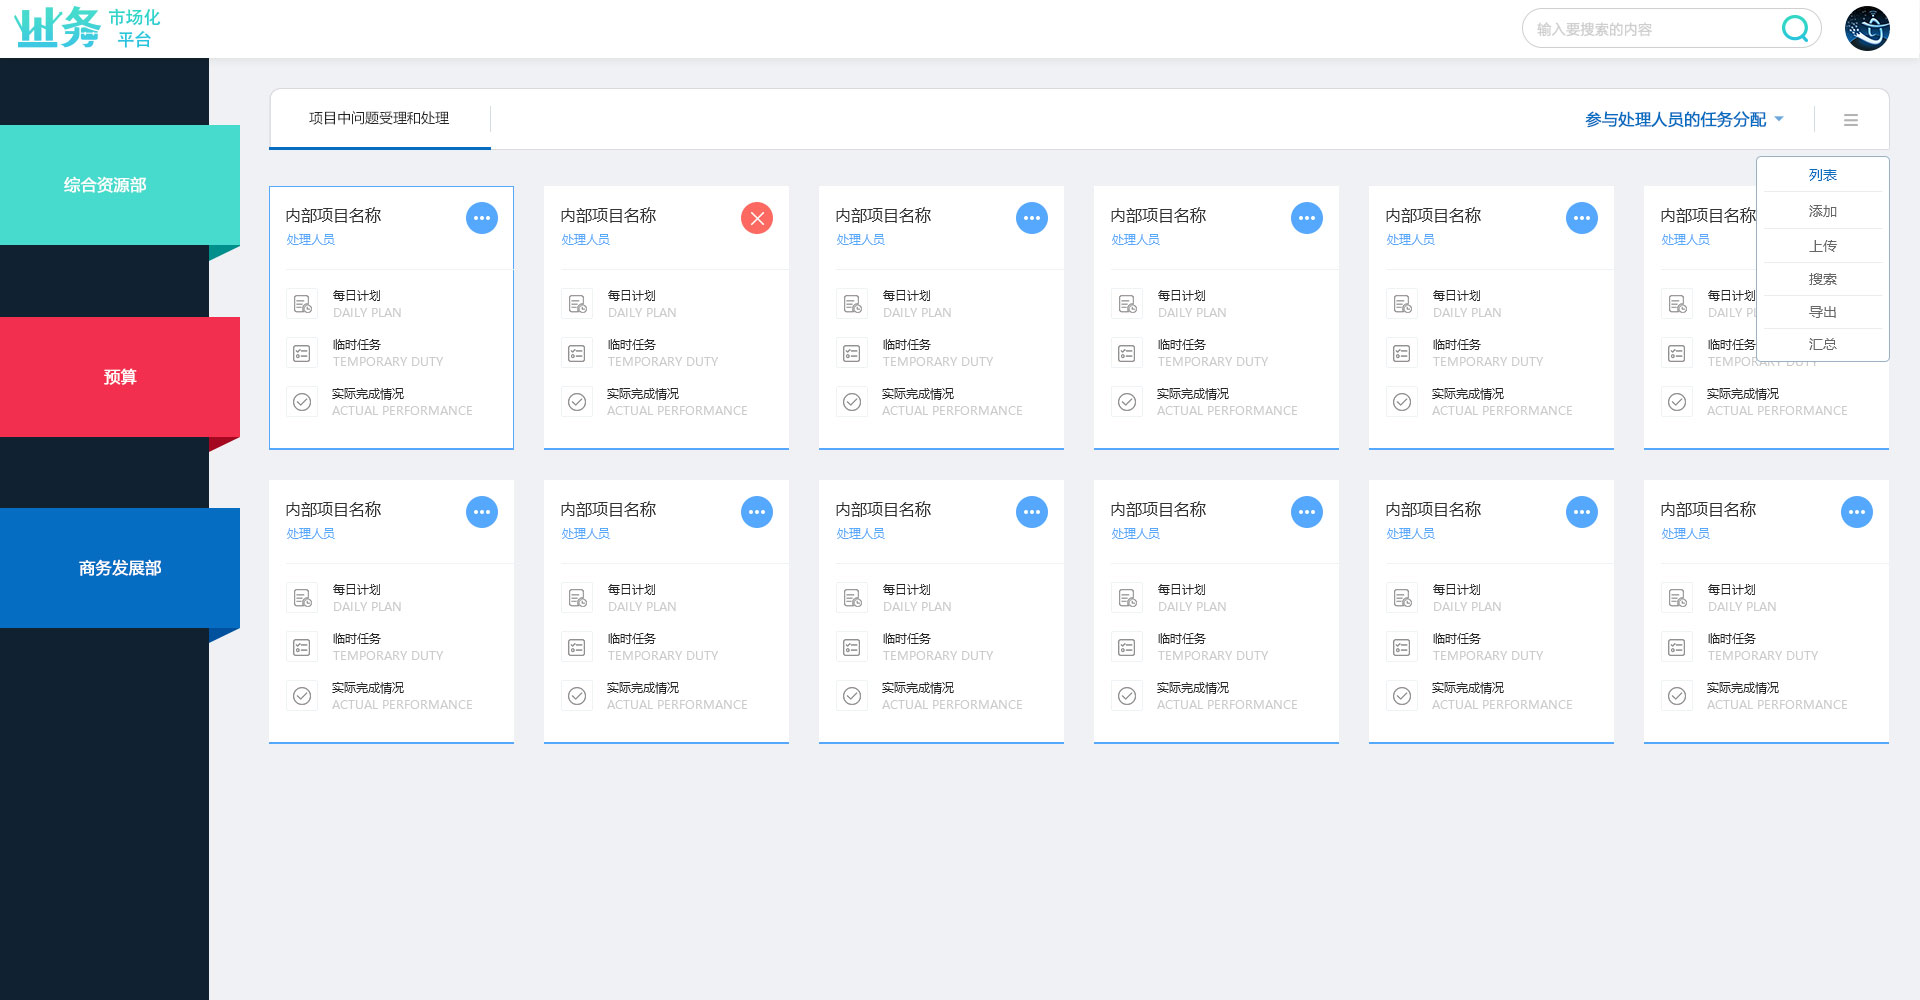 业务 市场化
平台
输入要搜索的内容
综合资源部
预算
商务发展部
项目中问题受理和处理
参与处理人员的任务分配
列表
添加
上传
搜索
导出
汇总
内部项目名称 内部项目名称 内部项目名称 内部项目名称 内部项目名称 内部项目名称
处理人员 处理人员 处理人员 处理人员 处理人员 处理人员
每日计划 每日计划 每日计划 每日计划 每日计划 每日计划
DAILY PLAN DAILY PLAN DAILY PLAN DAILY PLAN DAILY PLAN DAILY PL
临时任务 临时任务 临时任务 临时任务 临时任务 临时任务
TEMPORARY DUTY TEMPORARY DUTY TEMPORARY DUTY TEMPORARY DUTY TEMPORARY DUTY TEMPORARY DUTY
实际完成情况 实际完成情况 实际完成情况 实际完成情况 实际完成情况 实际完成情况
ACTUAL PERFORMANCE ACTUAL PERFORMANCE ACTUAL PERFORMANCE ACTUAL PERFORMANCE ACTUAL PERFORMANCE ACTUAL PERFORMANCE
内部项目名称 内部项目名称 内部项目名称 内部项目名称 内部项目名称 内部项目名称
处理人员 处理人员 处理人员 处理人员 处理人员 处理人员
每日计划 每日计划 每日计划 每日计划 每日计划 每日计划
DAILY PLAN DAILY PLAN DAILY PLAN DAILY PLAN DAILY PLAN DAILY PLAN
临时任务 临时任务 临时任务 临时任务 临时任务 临时任务
TEMPORARY DUTY TEMPORARY DUTY TEMPORARY DUTY TEMPORARY DUTY TEMPORARY DUTY TEMPORARY DUTY
实际完成情况 实际完成情况 实际完成情况 实际完成情况 实际完成情况 实际完成情况
ACTUAL PERFORMANCE ACTUAL PERFORMANCE ACTUAL PERFORMANCE ACTUAL PERFORMANCE ACTUAL PERFORMANCE ACTUAL PERFORMANCE